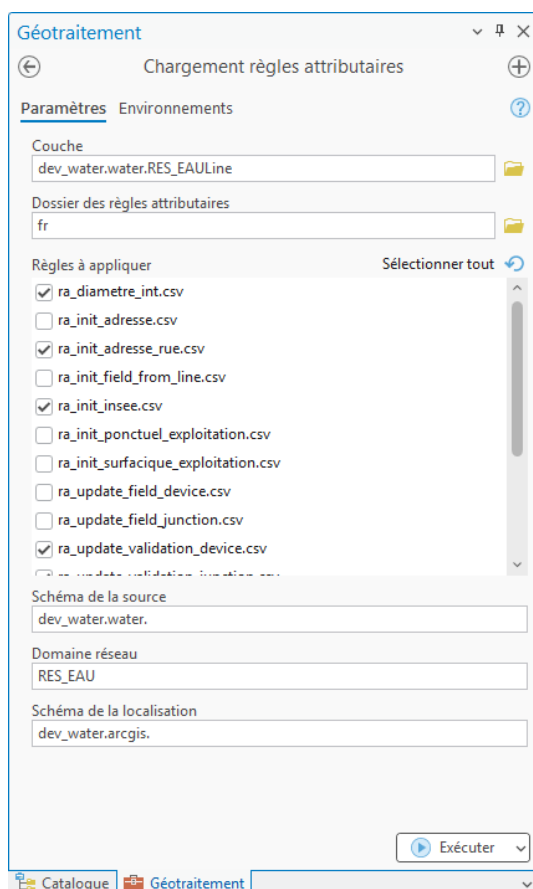 Géotraitement
Chargement règles attributaires
Paramètres Environnements
Couche
dev_water.water.RES_EAULine
Dossier des règles attributaires
fr
Règles à appliquer Sélectionner tout
ra_diametre_int.csv
ra_init_adresse.csv
ra_init_adresse_rue.csv
ra_init_field_from_line.csv
ra_init_insee.csv
ra_init_ponctuel_exploitation.csv
ra_init_surfacique_exploitation.csv
ra_update_field_device.csv
ra_update_field_junction.csv
ra_update_validation_device.csv
ra_update_validation_junction.csv
Schéma de la source
dev_water.water.
Domaine réseau
RES_EAU
Schéma de la localisation
dev_water.arcgis.
Exécuter
Catalogue Géotraitement